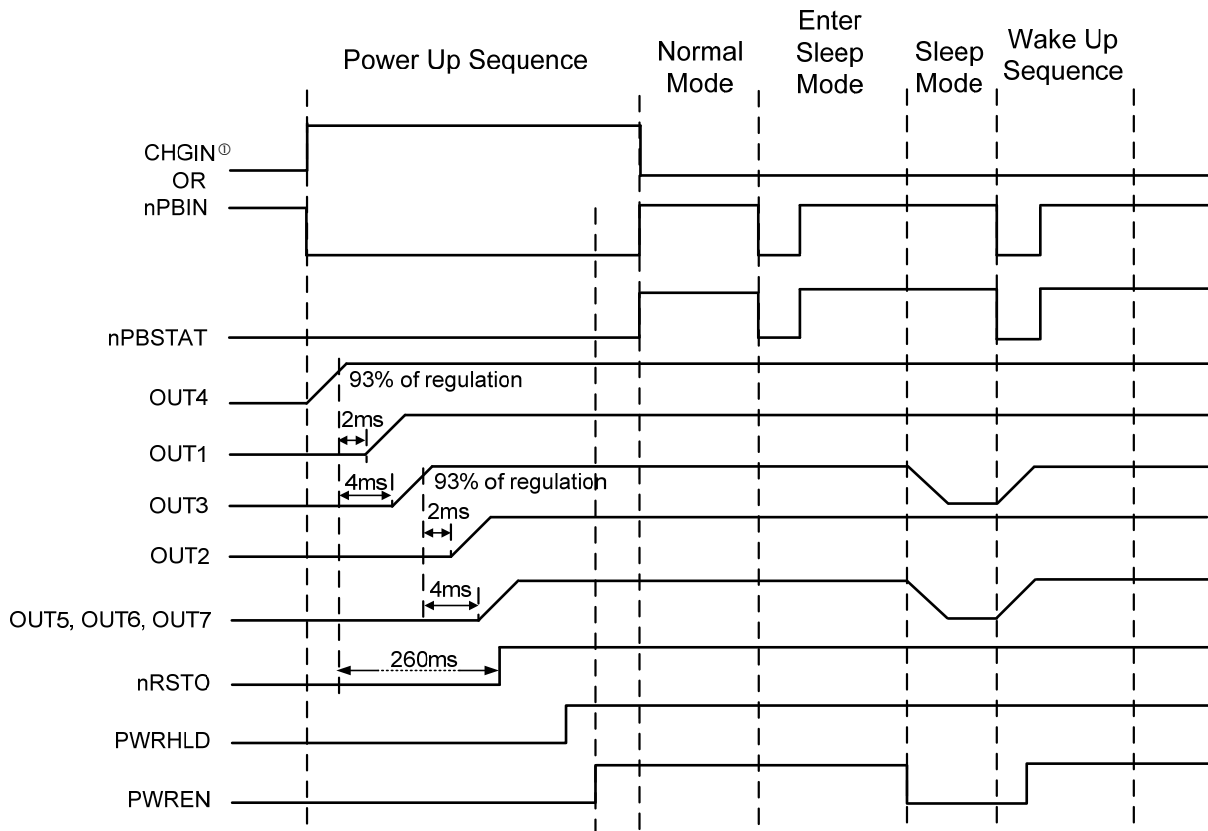 Power Up Sequence
Normal
Mode
Enter
Sleep
Mode
Sleep
Mode
Wake Up
Sequence
CHGIN①
OR
nPBIN
nPBSTAT
93% of regulation
OUT4
2ms
OUT1
4ms
93% of regulation
OUT3
2ms
OUT2
4ms
OUT5, OUT6, OUT7
260ms
nRSTO
PWRHLD
PWREN